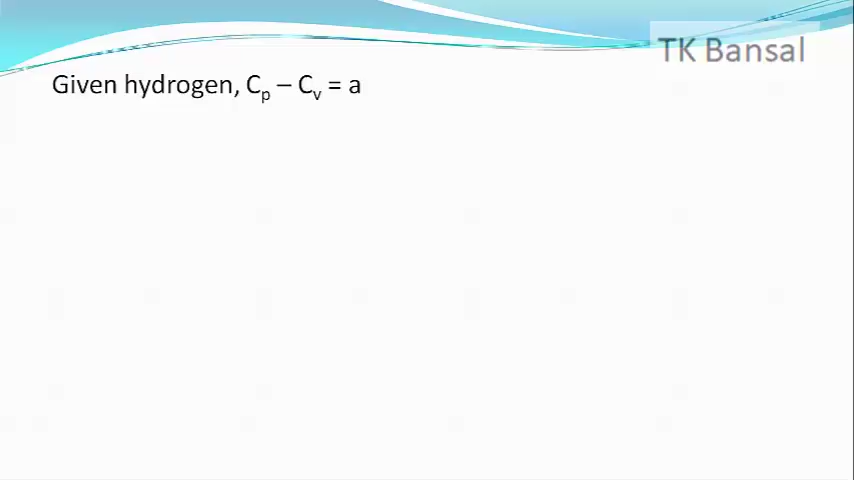 TK Bansal
Given hydrogen, Cp – Cv = a